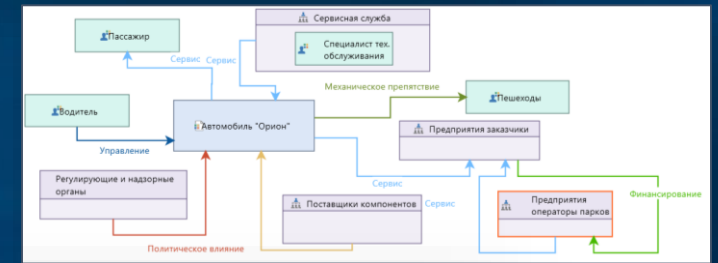 Сервисная служба
Пассажир
Специалист тех.
обслуживания
Сервис
Сервис
Механическое препятствие
Водитель
Пешеходы
Автомобиль "Орион"
Предприятия заказчики
Управление
Регулирующие и надзорные
органы
Сервис
Поставщики компонентов
Сервис
Предприятия
операторы парков
Финансирование
Политическое влияние